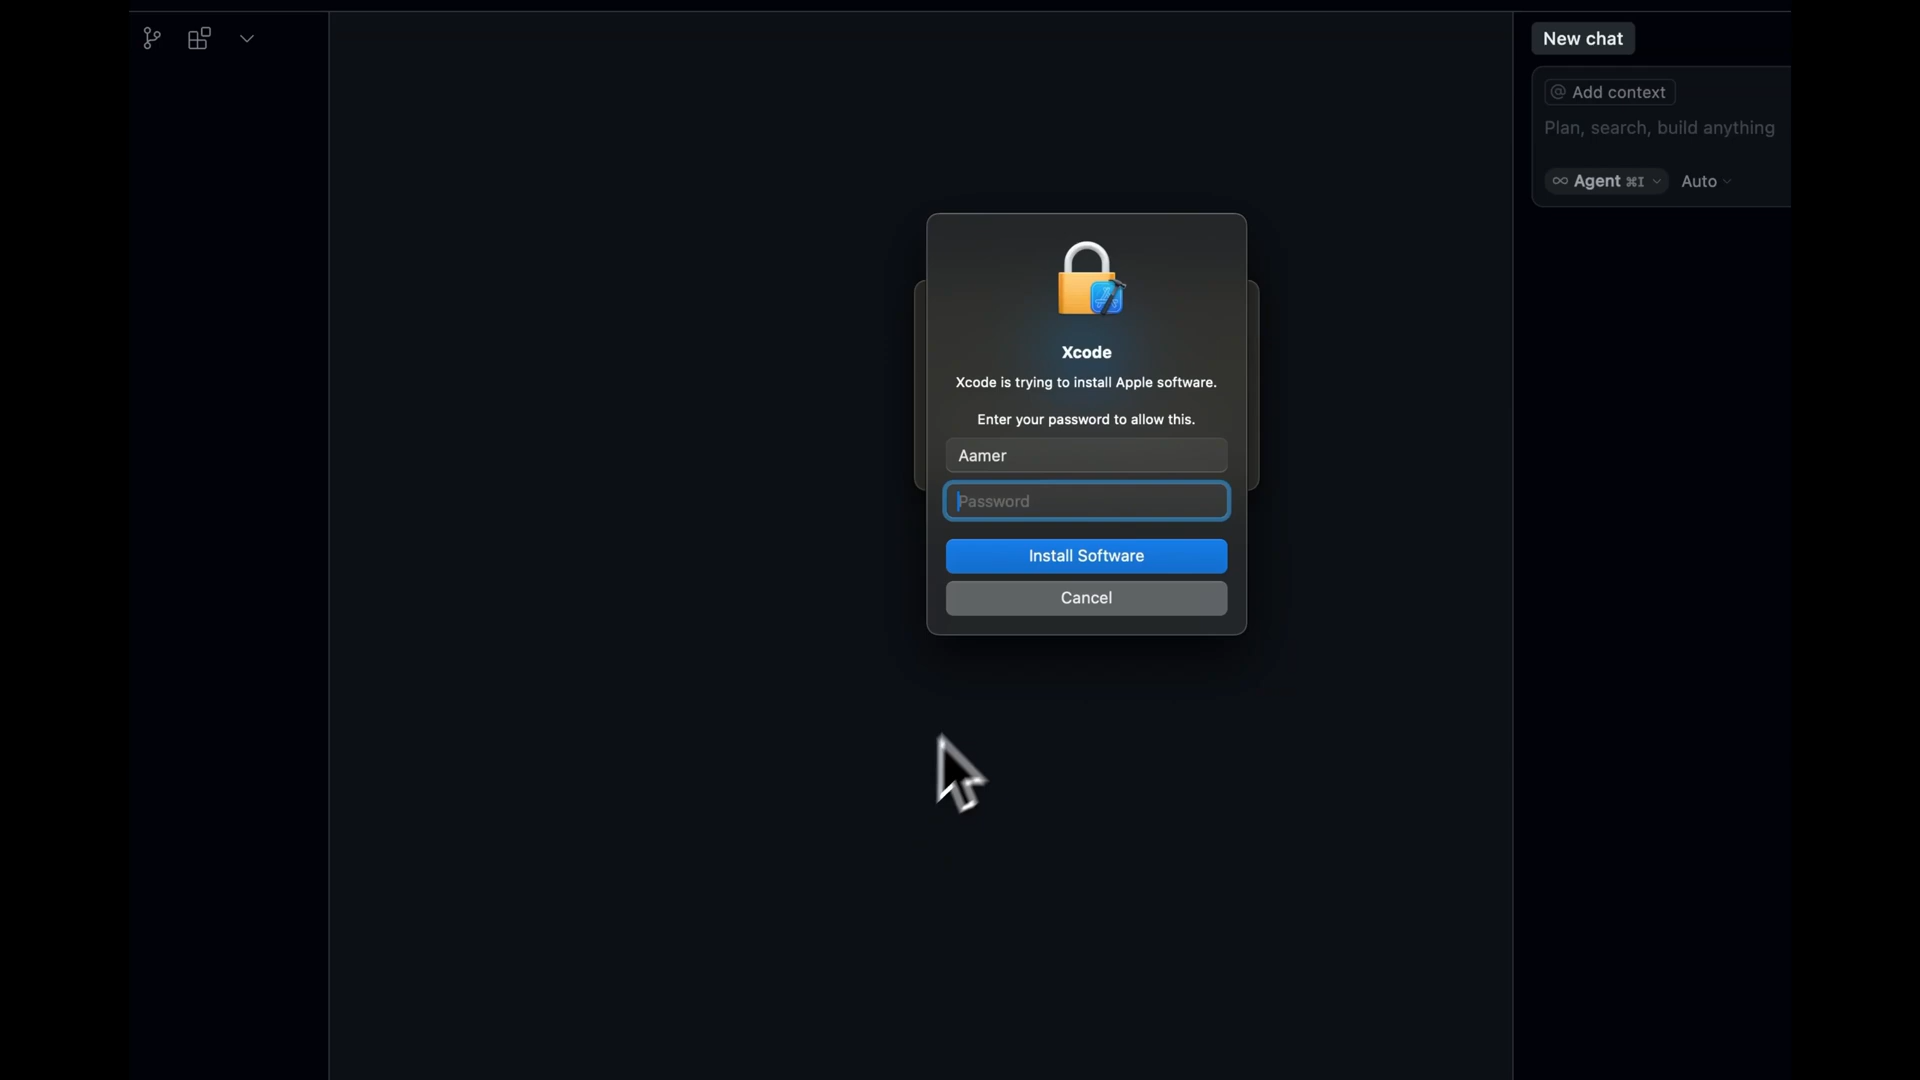 New chat
@ Add context
Plan, search, build anything
∞ Agent ⌘I Auto
Xcode
Xcode is trying to install Apple software.
Enter your password to allow this.
Aamer
Password
Install Software
Cancel